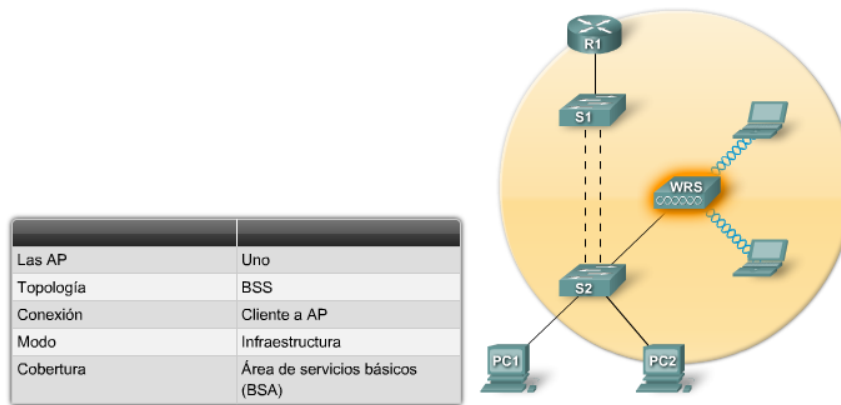 Las AP Uno
Topología BSS
Conexión Cliente a AP
Modo Infraestructura
Cobertura Área de servicios básicos
(BSA)
R1
S1
WRS
S2
PC1 PC2